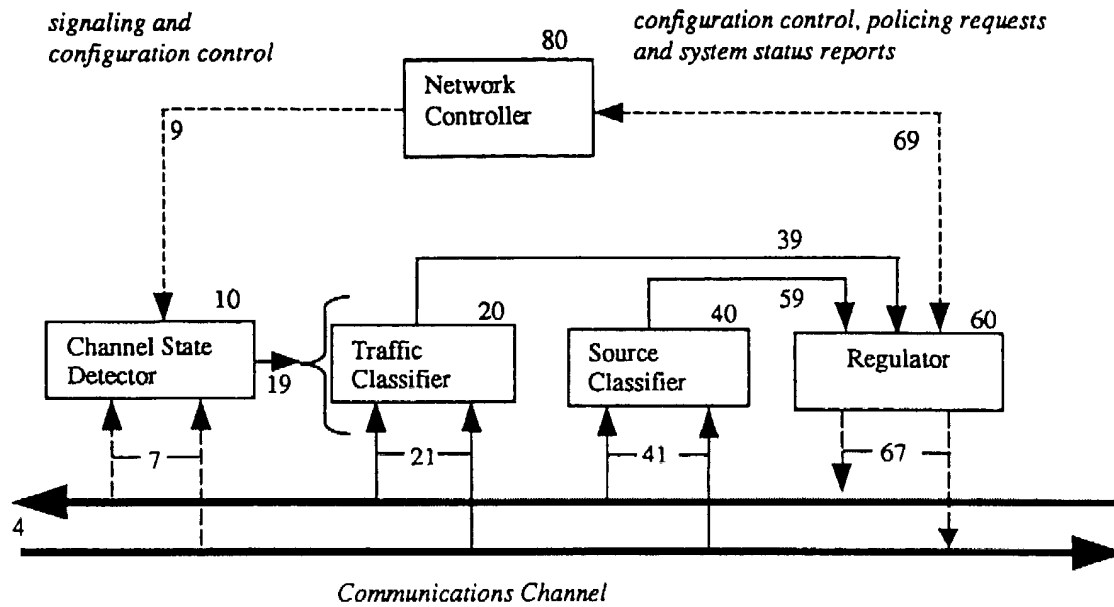 signaling and
configuration control
configuration control, policing requests
and system status reports
80
Network
Controller
9
69
39
10
20
40
59
60
Channel State
Detector
19
Traffic
Classifier
Source
Classifier
Regulator
7
21
41
67
4
Communications Channel